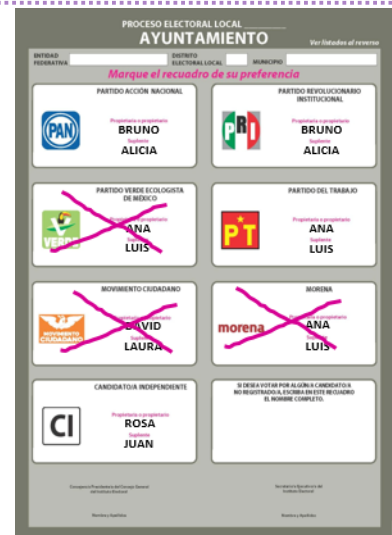 PROCESO ELECTORAL LOCAL
AYUNTAMIENTO
Ver listados al reverso
ENTIDAD FEDERATIVA
DISTRITO ELECTORAL LOCAL
MUNICIPIO
Marque el recuadro de su preferencia
PARTIDO ACCIÓN NACIONAL
PAN
Propietaria o propietario
BRUNO
Suplente
ALICIA
PARTIDO REVOLUCIONARIO
INSTITUCIONAL
PRI
Propietaria o propietario
BRUNO
Suplente
ALICIA
PARTIDO VERDE ECOLOGISTA
DE MÉXICO
VERDE
Propietaria o propietario
ANA
Suplente
LUIS
PARTIDO DEL TRABAJO
PT
Propietaria o propietario
ANA
Suplente
LUIS
MOVIMIENTO CIUDADANO
MOVIMIENTO
CIUDADANO
Propietaria o propietario
DAVID
LAURA
MORENA
morena
Propietaria o propietario
ANA
Suplente
LUIS
CANDIDATO/A INDEPENDIENTE
CI
Propietaria o propietario
ROSA
Suplente
JUAN
SI DESEA VOTAR POR ALGÚN/A CANDIDATO/A
NO REGISTRADO/A, ESCRIBA EN ESTE RECUADRO
EL NOMBRE COMPLETO.
Nombre y Apellidos
Nombre y Apellidos